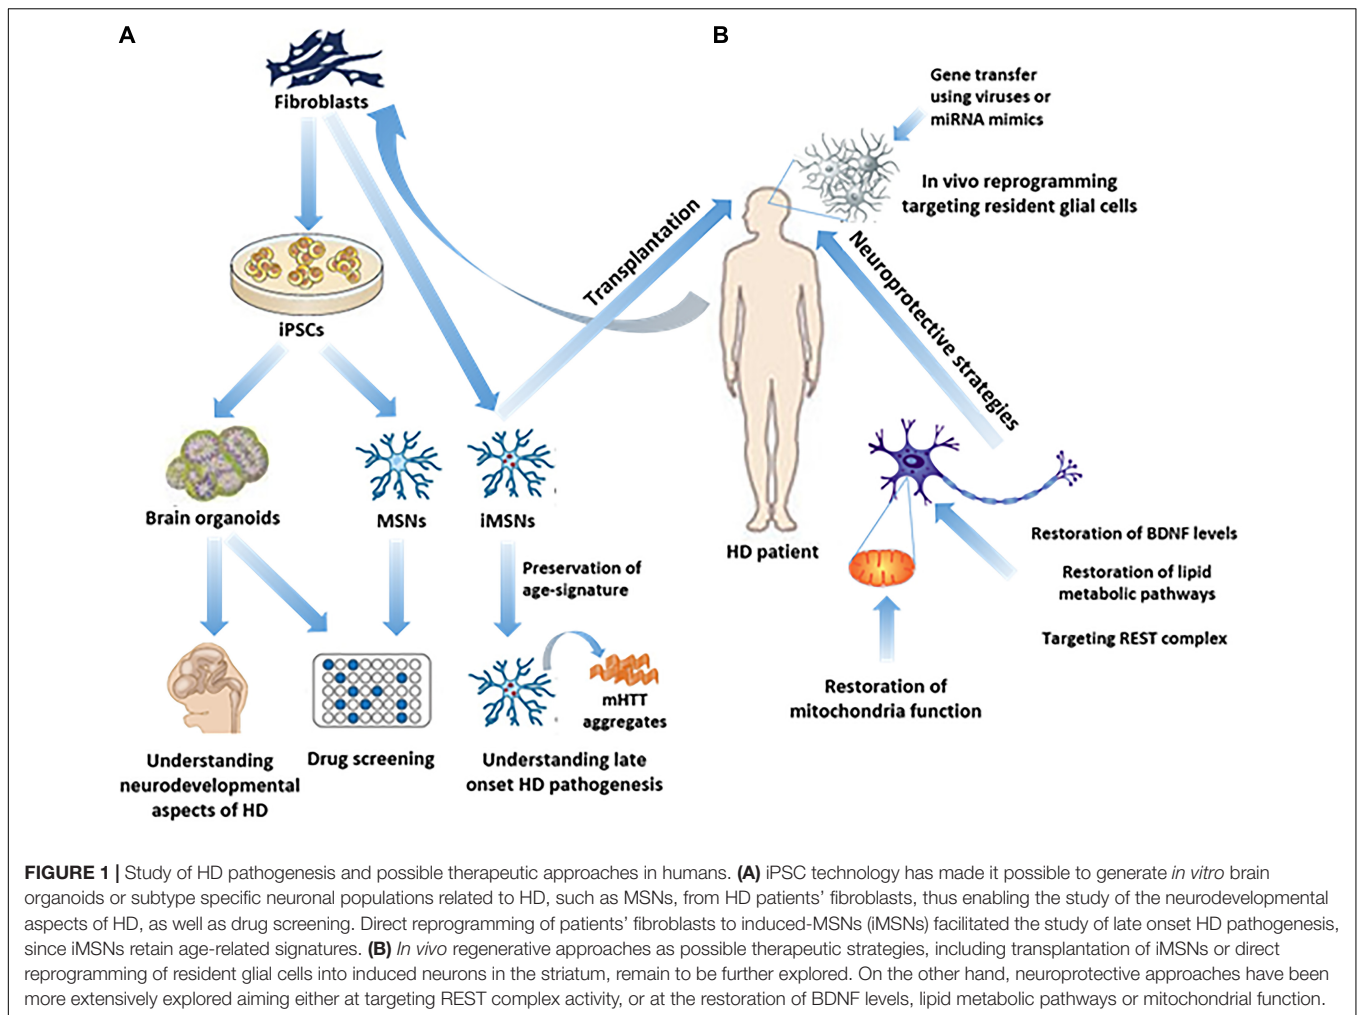 A
B
Fibroblasts
Gene transfer
using viruses or
miRNA mimics
In vivo reprogramming
targeting resident glial cells
Transplantation
Neuroprotective strategies
iPSCs
Brain organoids
MSNs
iMSNs
HD patient
Preservation of
age-signature
Restoration of BDNF levels
Restoration of lipid
metabolic pathways
Targeting REST complex
mHTT
aggregates
Restoration of
mitochondria function
Understanding
neurodevelopmental
aspects of HD
Drug screening
Understanding late
onset HD pathogenesis
FIGURE 1 | Study of HD pathogenesis and possible therapeutic approaches in humans. (A) iPSC technology has made it possible to generate in vitro brain
organoids or subtype specific neuronal populations related to HD, such as MSNs, from HD patients’ fibroblasts, thus enabling the study of the neurodevelopmental
aspects of HD, as well as drug screening. Direct reprogramming of patients’ fibroblasts to induced-MSNs (iMSNs) facilitated the study of late onset HD pathogenesis,
since iMSNs retain age-related signatures. (B) In vivo regenerative approaches as possible therapeutic strategies, including transplantation of iMSNs or direct
reprogramming of resident glial cells into induced neurons in the striatum, remain to be further explored. On the other hand, neuroprotective approaches have been
more extensively explored aiming either at targeting REST complex activity, or at the restoration of BDNF levels, lipid metabolic pathways or mitochondrial function.